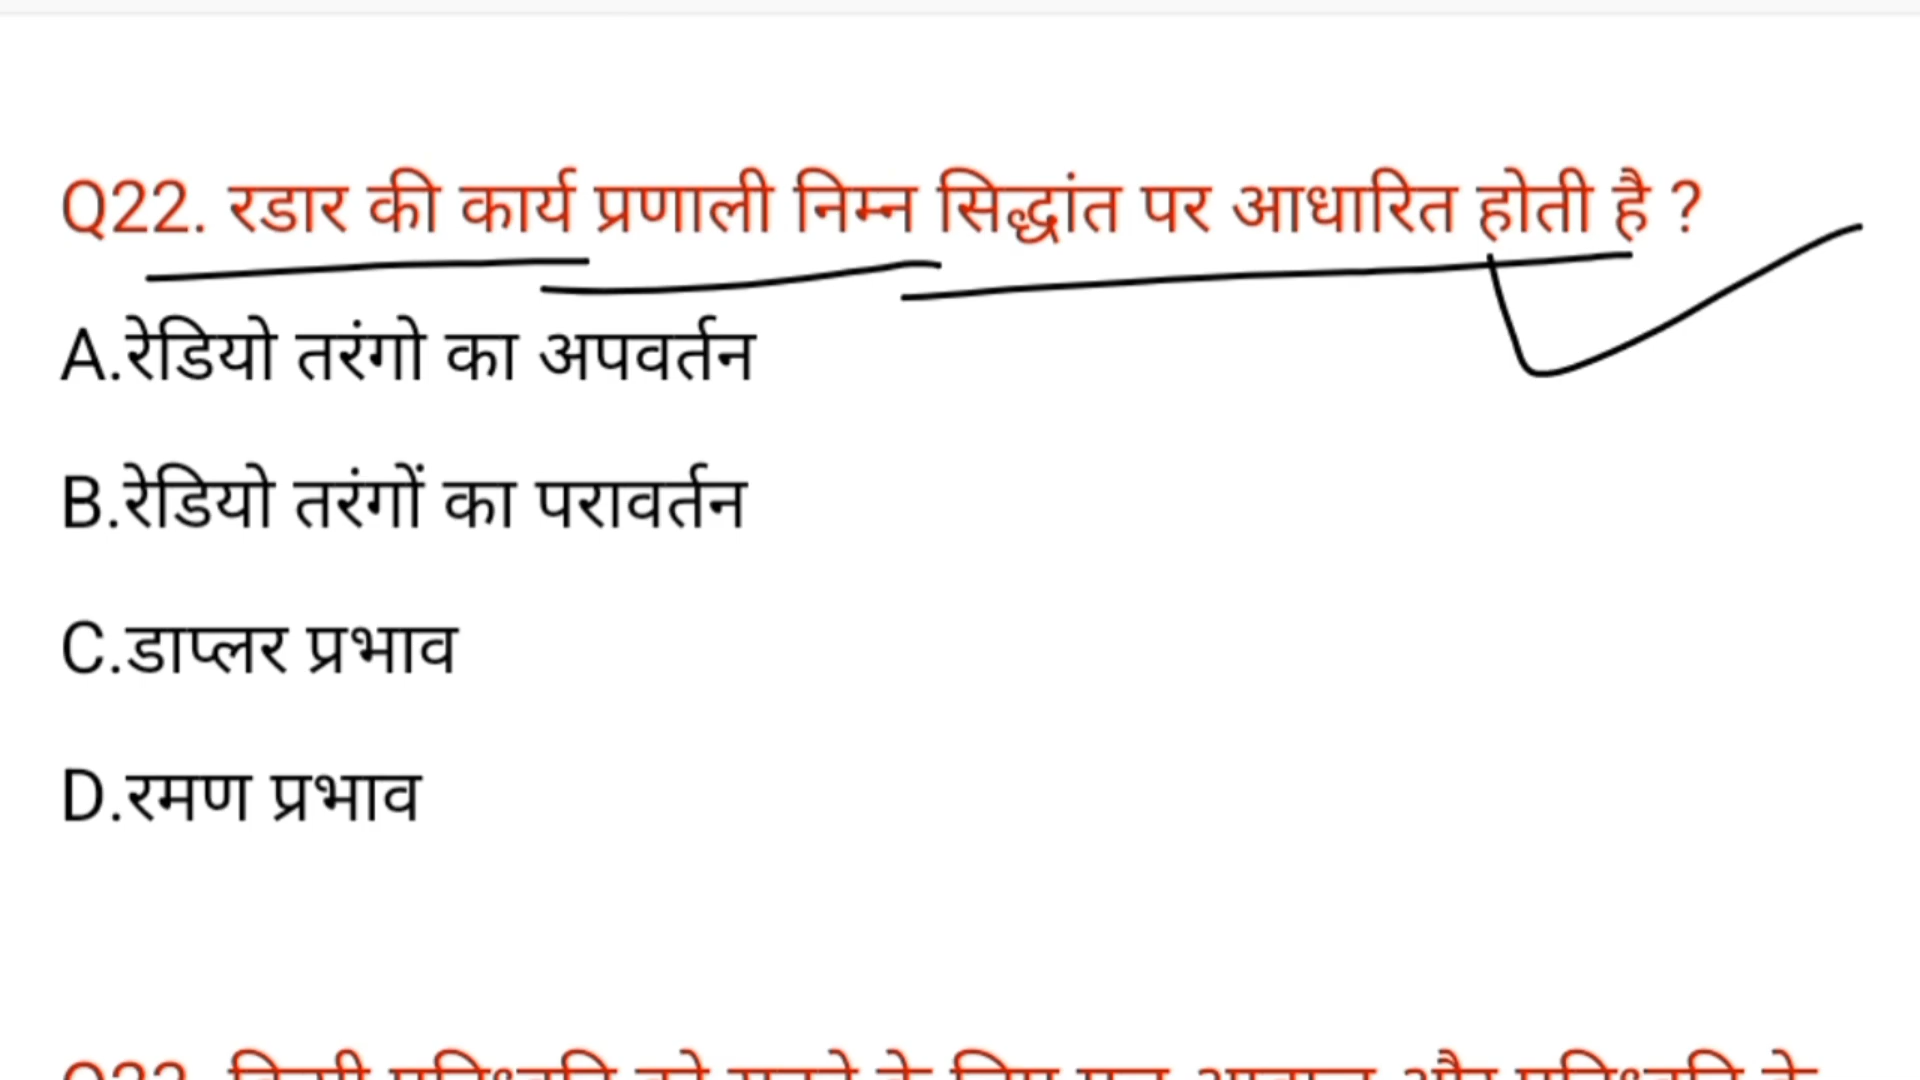 Q22. रडार की कार्य प्रणाली निम्न सिद्धांत पर आधारित होती है ?
A.रेडियो तरंगो का अपवर्तन
B.रेडियो तरंगों का परावर्तन
C.डाप्लर प्रभाव
D.रमण प्रभाव